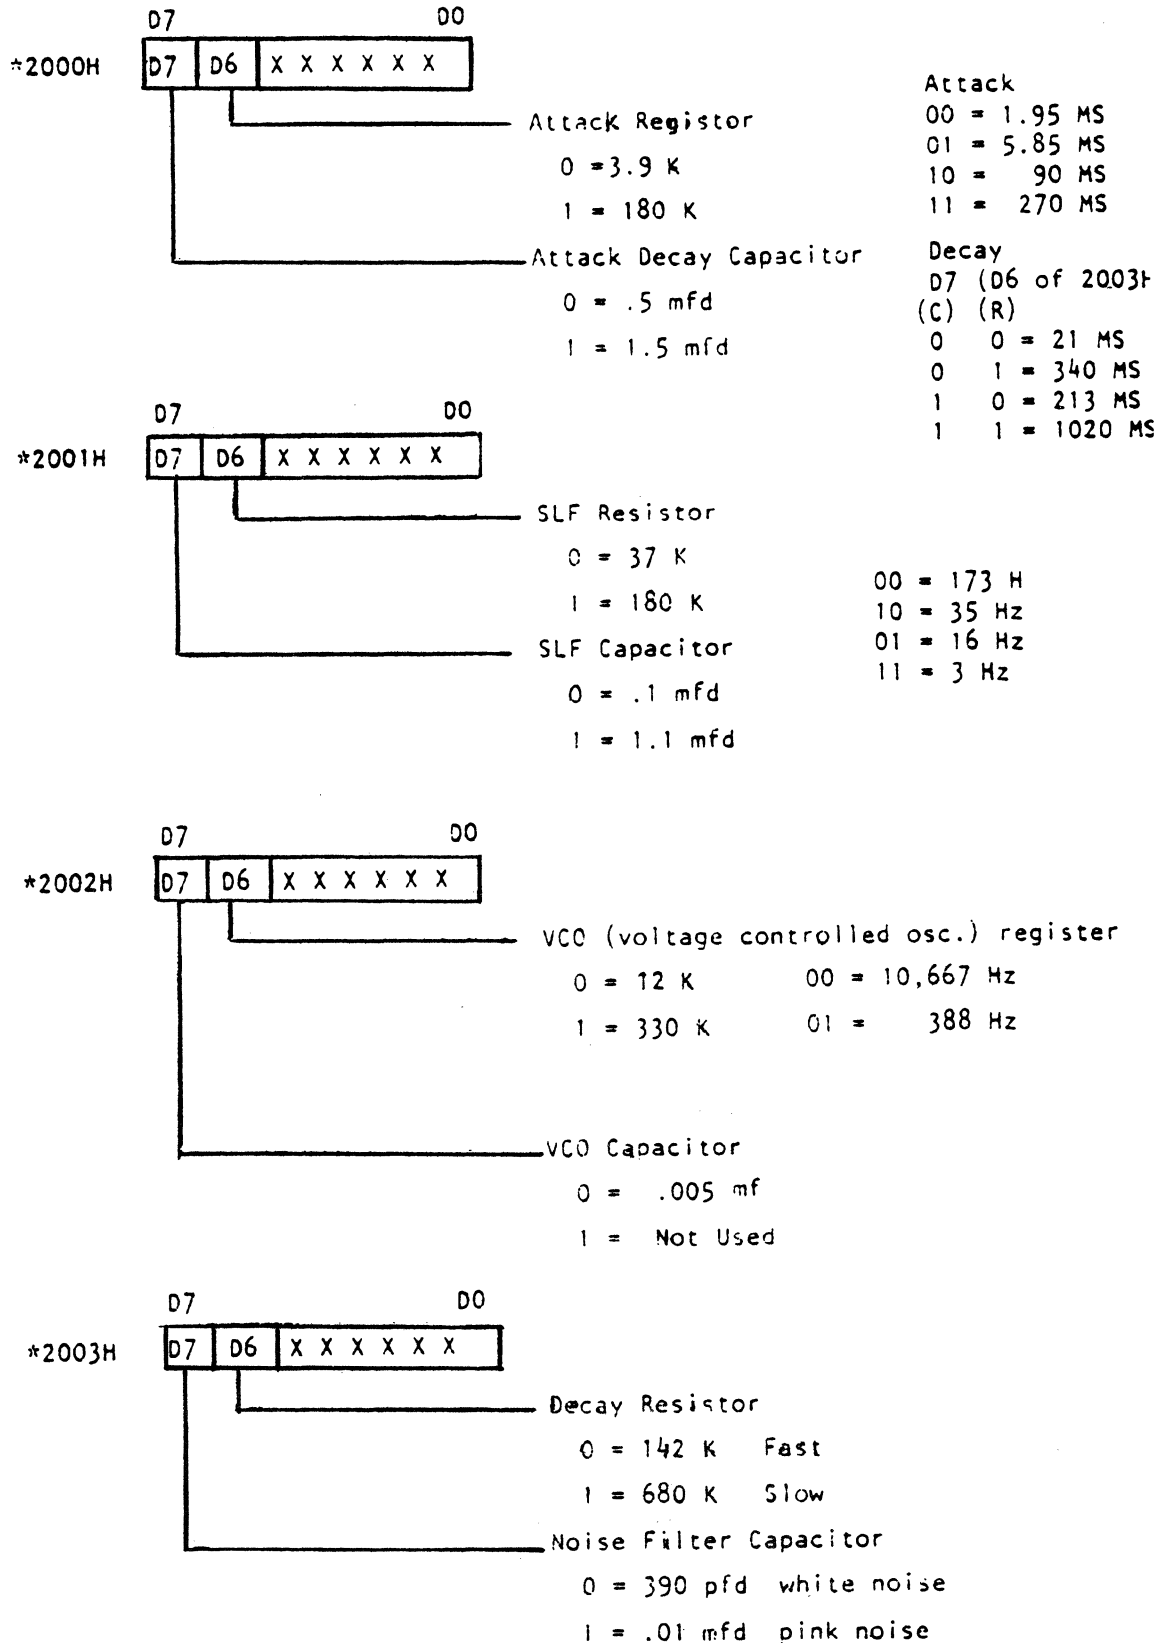 D7 D0
*2000H D7 D6 X X X X X X
Attack Registor
0 =3.9 K
1 = 180 K
Attack Decay Capacitor
0 = .5 mfd
1 = 1.5 mfd
Attack
00 = 1.95 MS
01 = 5.85 MS
10 = 90 MS
11 = 270 MS
Decay
D7 (D6 of 2003H
(C) (R)
0 0 = 21 MS
0 1 = 340 MS
1 0 = 213 MS
1 1 = 1020 MS
D7 D0
*2001H D7 D6 X X X X X X
SLF Resistor
0 = 37 K
1 = 180 K
SLF Capacitor
0 = .1 mfd
1 = 1.1 mfd
00 = 173 H
10 = 35 Hz
01 = 16 Hz
11 = 3 Hz
D7 D0
*2002H D7 D6 X X X X X X
VCO (voltage controlled osc.) register
0 = 12 K 00 = 10,667 Hz
1 = 330 K 01 = 388 Hz
VCO Capacitor
0 = .005 mf
1 = Not Used
D7 D0
*2003H D7 D6 X X X X X X
Decay Resistor
0 = 142 K Fast
1 = 680 K Slow
Noise Filter Capacitor
0 = 390 pfd white noise
1 = .01 mfd pink noise